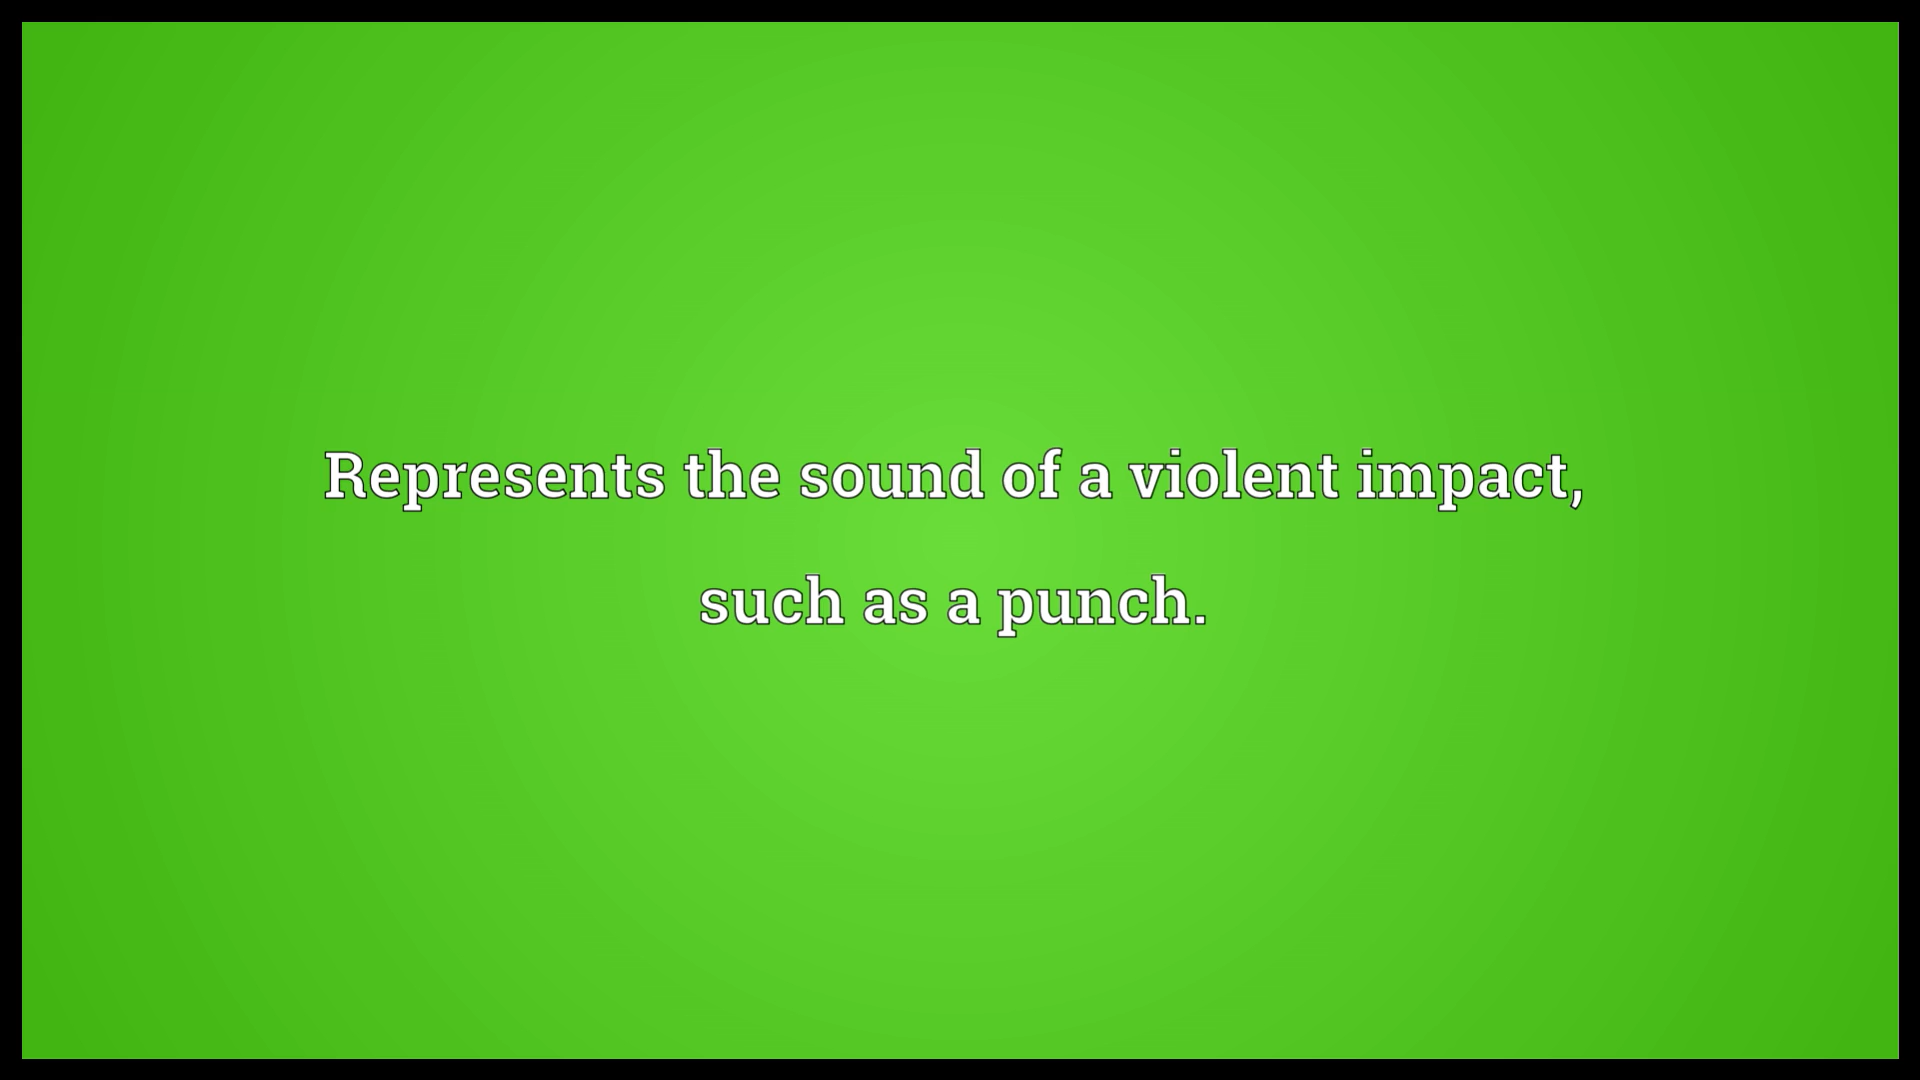 Represents the sound of a violent impact,
such as a punch.